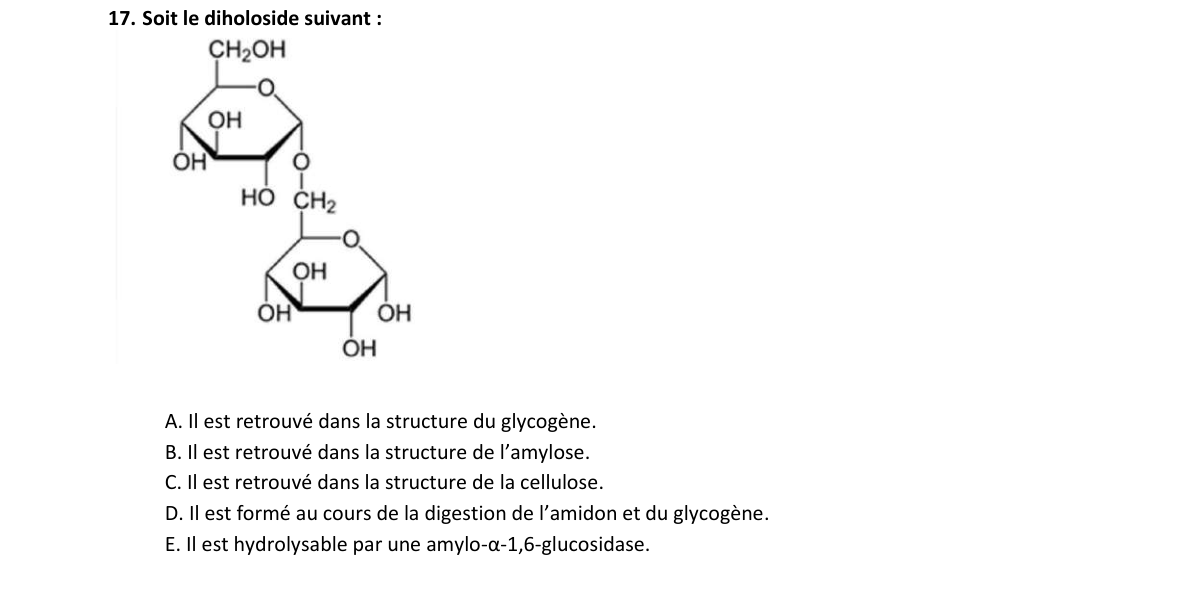 17. Soit le diholoside suivant :
CH₂OH
O
OH
OH
O
HO CH₂
O
OH
OH
OH
OH
A. Il est retrouvé dans la structure du glycogène.
B. Il est retrouvé dans la structure de l’amylose.
C. Il est retrouvé dans la structure de la cellulose.
D. Il est formé au cours de la digestion de l’amidon et du glycogène.
E. Il est hydrolysable par une amylo-α-1,6-glucosidase.